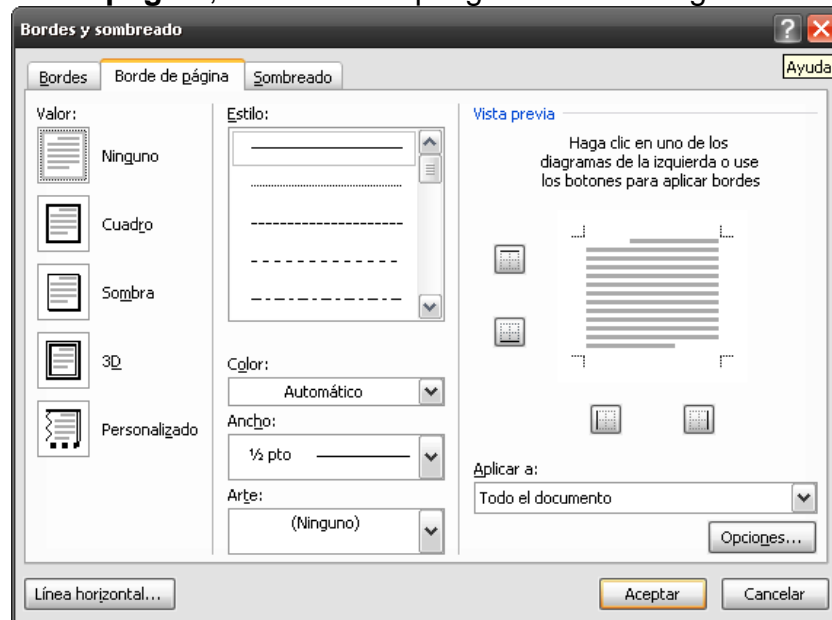 Bordes y sombreado
Ayuda
Bordes
Borde de página
Sombreado
Valor:
Ninguno
Cuadro
Sombra
3D
Personalizado
Estilo:
Color:
Automático
Ancho:
½ pto
Arte:
(Ninguno)
Vista previa
Haga clic en uno de los
diagramas de la izquierda o use
los botones para aplicar bordes
Aplicar a:
Todo el documento
Opciones...
Línea horizontal...
Aceptar
Cancelar